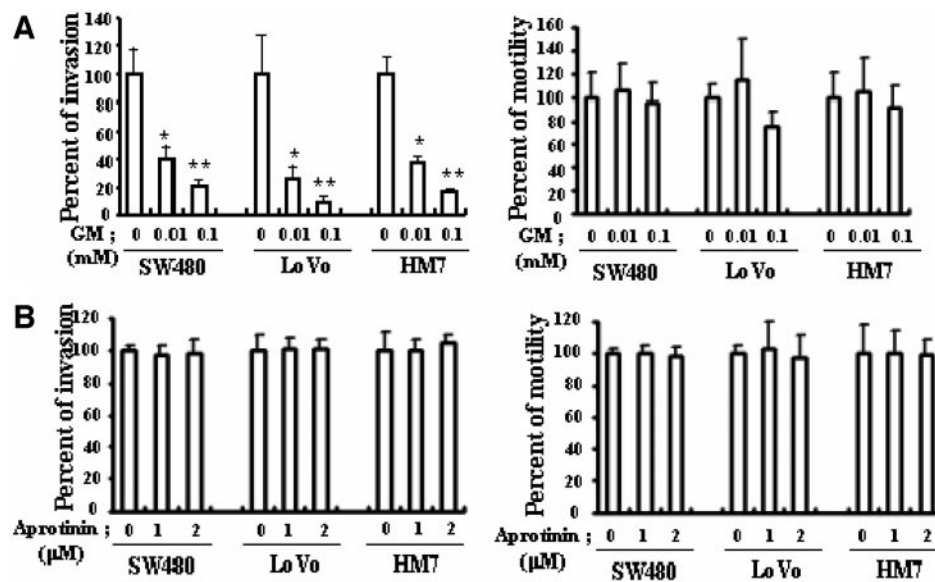 A
Percent of invasion
140
120
100
80
60
40
20
0
* ** * ** * **
GM ; 0 0.01 0.1 0 0.01 0.1 0 0.01 0.1
(mM) SW480 Lo Vo HM7
Percent of motility
160
140
120
100
80
60
40
20
0
GM ; 0 0.01 0.1 0 0.01 0.1 0 0.01 0.1
(mM) SW480 Lo Vo HM7
B
Percent of invasion
120
100
80
60
40
20
0
Aprotinin ; 0 1 2 0 1 2 0 1 2
(μM) SW480 Lo Vo HM7
Percent of motility
120
100
80
60
40
20
0
Aprotinin ; 0 1 2 0 1 2 0 1 2
(μM) SW480 Lo Vo HM7